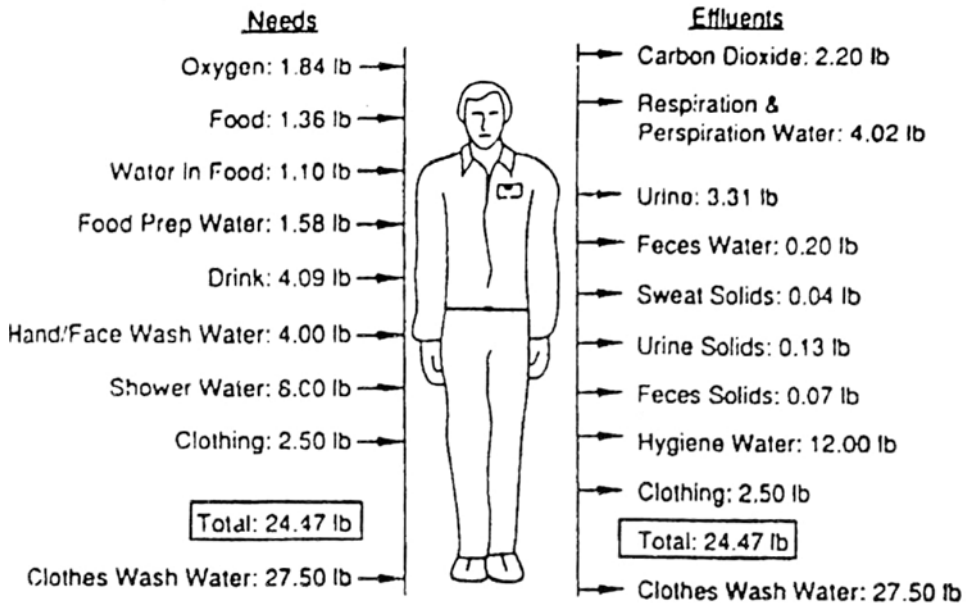 Needs
Oxygen: 1.84 lb
Food: 1.36 lb
Water In Food: 1.10 lb
Food Prep Water: 1.58 lb
Drink: 4.09 lb
Hand/Face Wash Water: 4.00 lb
Shower Water: 8.00 lb
Clothing: 2.50 lb
Total: 24.47 lb
Clothes Wash Water: 27.50 lb
Effluents
Carbon Dioxide: 2.20 lb
Respiration &
Perspiration Water: 4.02 lb
Urine: 3.31 lb
Feces Water: 0.20 lb
Sweat Solids: 0.04 lb
Urine Solids: 0.13 lb
Feces Solids: 0.07 lb
Hygiene Water: 12.00 lb
Clothing: 2.50 lb
Total: 24.47 lb
Clothes Wash Water: 27.50 lb